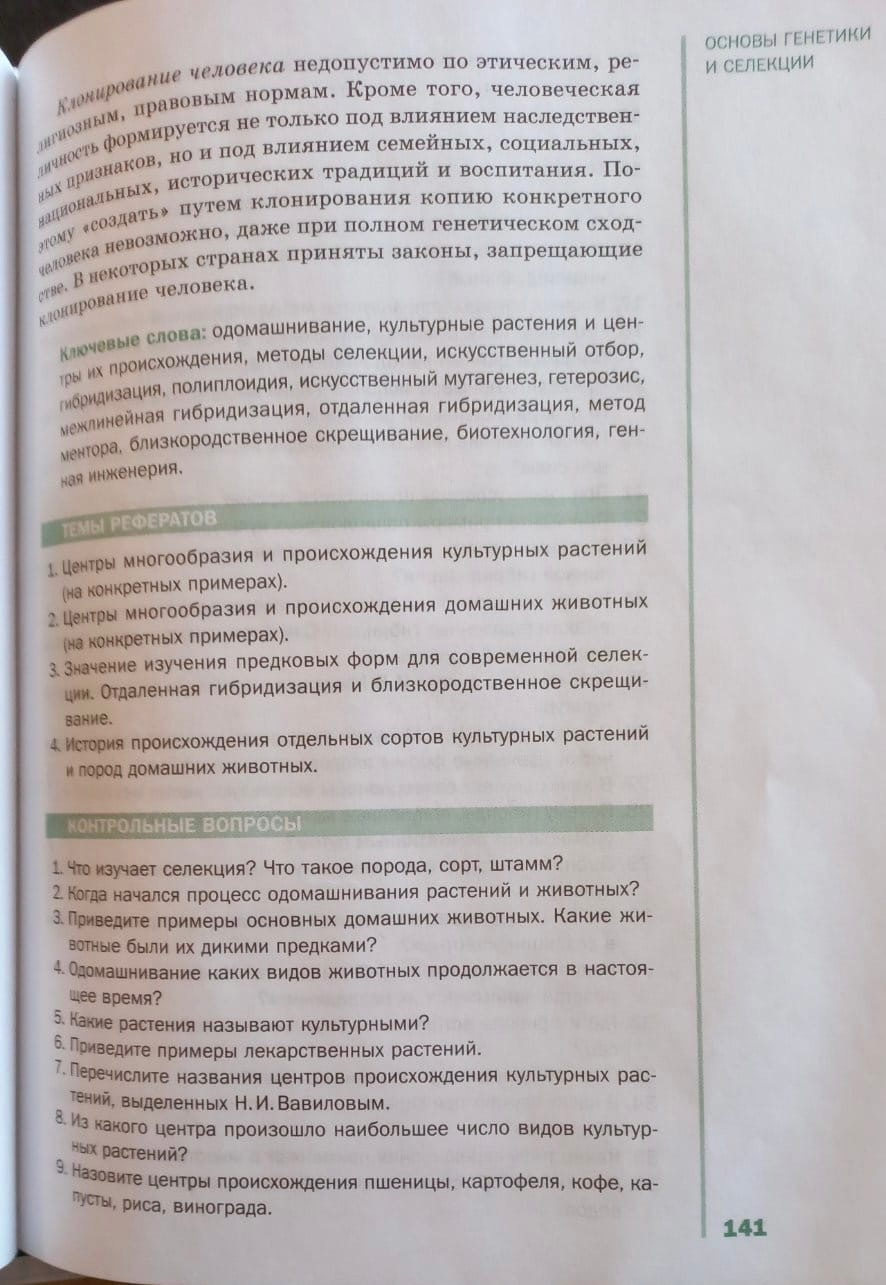 Клонирование человека недопустимо по этическим, ре-
лигиозным, правовым нормам. Кроме того, человеческая
личность формируется не только под влиянием наследствен-
ных признаков, но и под влиянием семейных, социальных,
национальных, исторических традиций и воспитания. По-
этому «создать» путем клонирования копию конкретного
человека невозможно, даже при полном генетическом сход-
стве. В некоторых странах приняты законы, запрещающие
клонирование человека.
Ключевые слова: одомашнивание, культурные растения и цен-
тры их происхождения, методы селекции, искусственный отбор,
гибридизация, полиплоидия, искусственный мутагенез, гетерозис,
межлинейная гибридизация, отдаленная гибридизация, метод
ментора, близкородственное скрещивание, биотехнология, ген-
ная инженерия.
ТЕМЫ РЕФЕРАТОВ
1. Центры многообразия и происхождения культурных растений
(на конкретных примерах).
2. Центры многообразия и происхождения домашних животных
(на конкретных примерах).
3. Значение изучения предковых форм для современной селек-
ции. Отдаленная гибридизация и близкородственное скрещи-
вание.
4. История происхождения отдельных сортов культурных растений
и пород домашних животных.
КОНТРОЛЬНЫЕ ВОПРОСЫ
1. Что изучает селекция? Что такое порода, сорт, штамм?
2. Когда начался процесс одомашнивания растений и животных?
3. Приведите примеры основных домашних животных. Какие жи-
вотные были их дикими предками?
4. Одомашнивание каких видов животных продолжается в настоя-
щее время?
5. Какие растения называют культурными?
6. Приведите примеры лекарственных растений.
7. Перечислите названия центров происхождения культурных рас-
тений, выделенных Н.И.Вавиловым.
8. Из какого центра произошло наибольшее число видов культур-
ных растений?
9. Назовите центры происхождения пшеницы, картофеля, кофе, ка-
пусты, риса, винограда.
ОСНОВЫ ГЕНЕТИКИ
И СЕЛЕКЦИИ
141